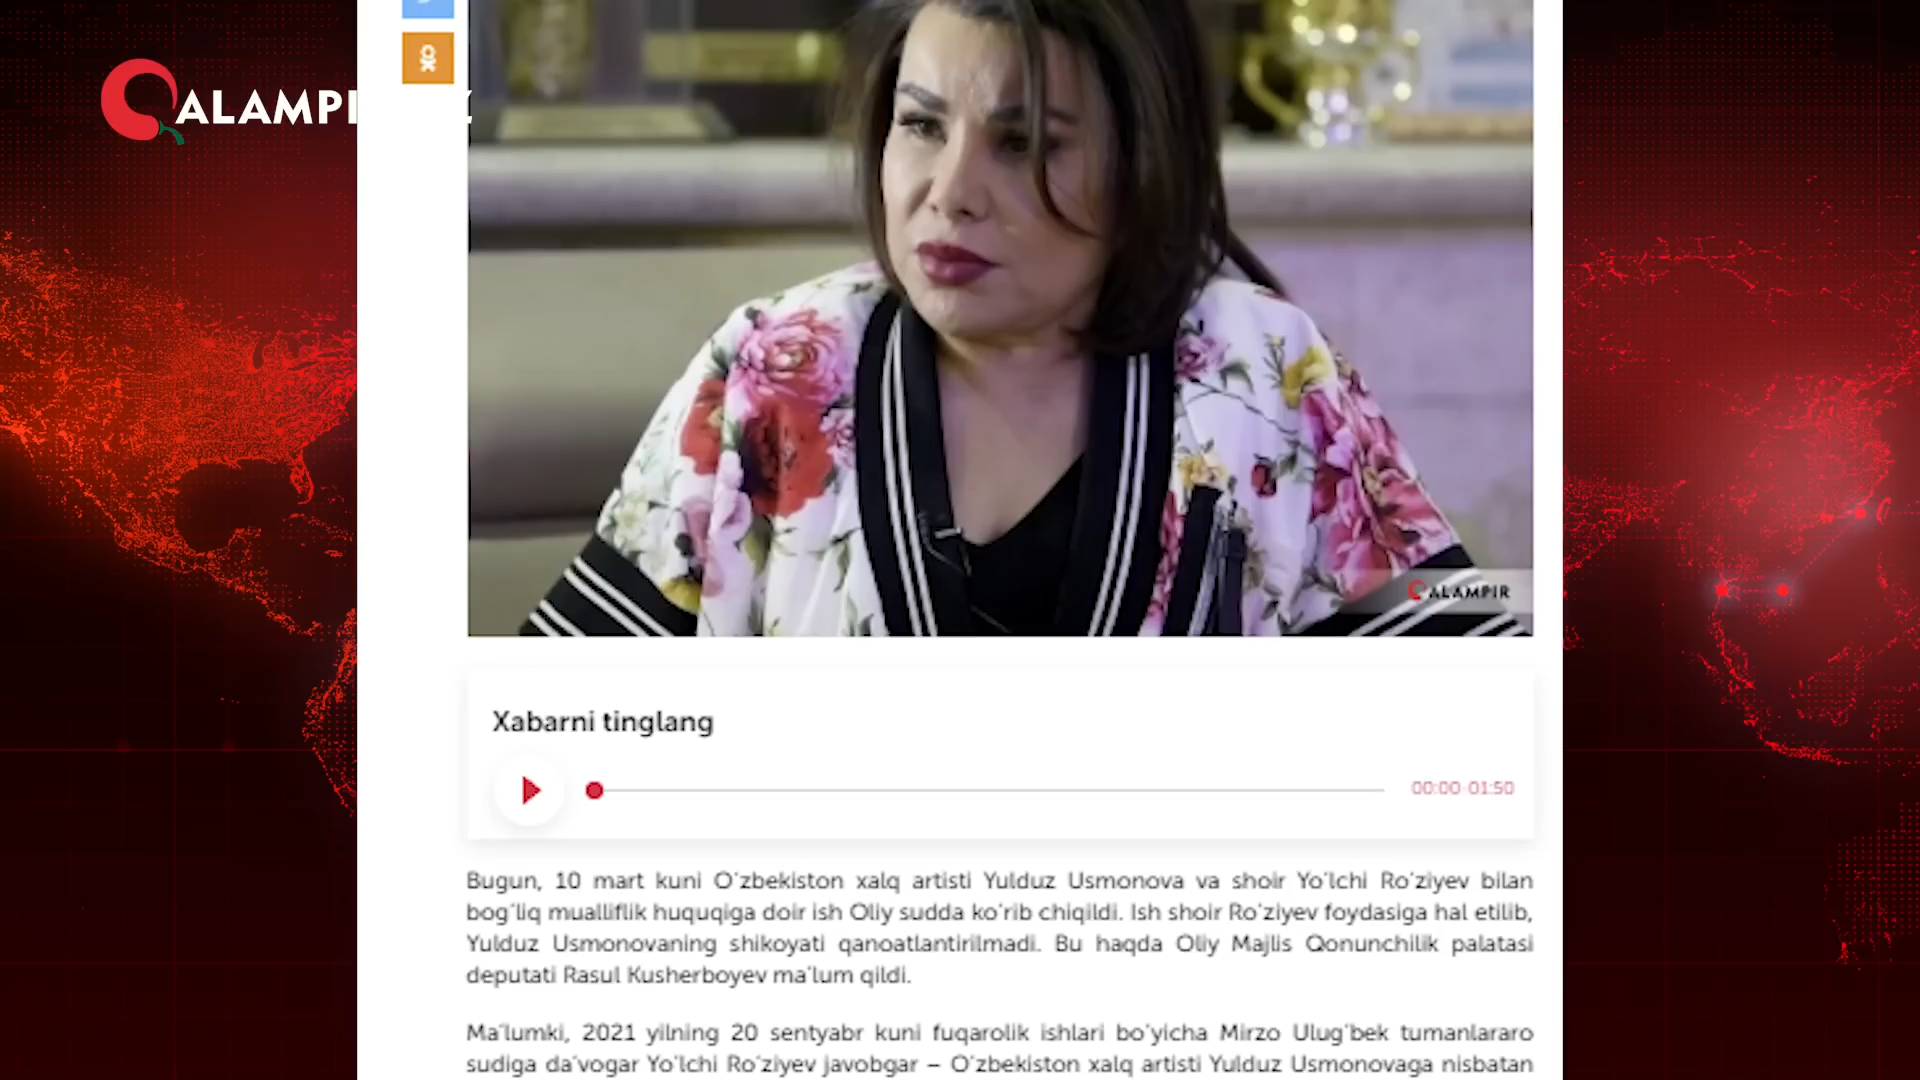 QALAMPIR
QALAMPIR
Xabarni tinglang
00:00-01:50
Bugun, 10 mart kuni O‘zbekiston xalq artisti Yulduz Usmonova va shoir Yo‘lchi Ro‘ziyev bilan
bog‘liq mualliflik huquqiga doir ish Oliy sudda ko‘rib chiqildi. Ish shoir Ro‘ziyev foydasiga hal etilib,
Yulduz Usmonovaning shikoyati qanoatlantirilmadi. Bu haqda Oliy Majlis Qonunchilik palatasi
deputati Rasul Kusherboyev ma’lum qildi.
Ma’lumki, 2021 yilning 20 sentyabr kuni fuqarolik ishlari bo‘yicha Mirzo Ulug‘bek tumanlararo
sudiga da’vogar Yo‘lchi Ro‘ziyev javobgar – O‘zbekiston xalq artisti Yulduz Usmonovaga nisbatan